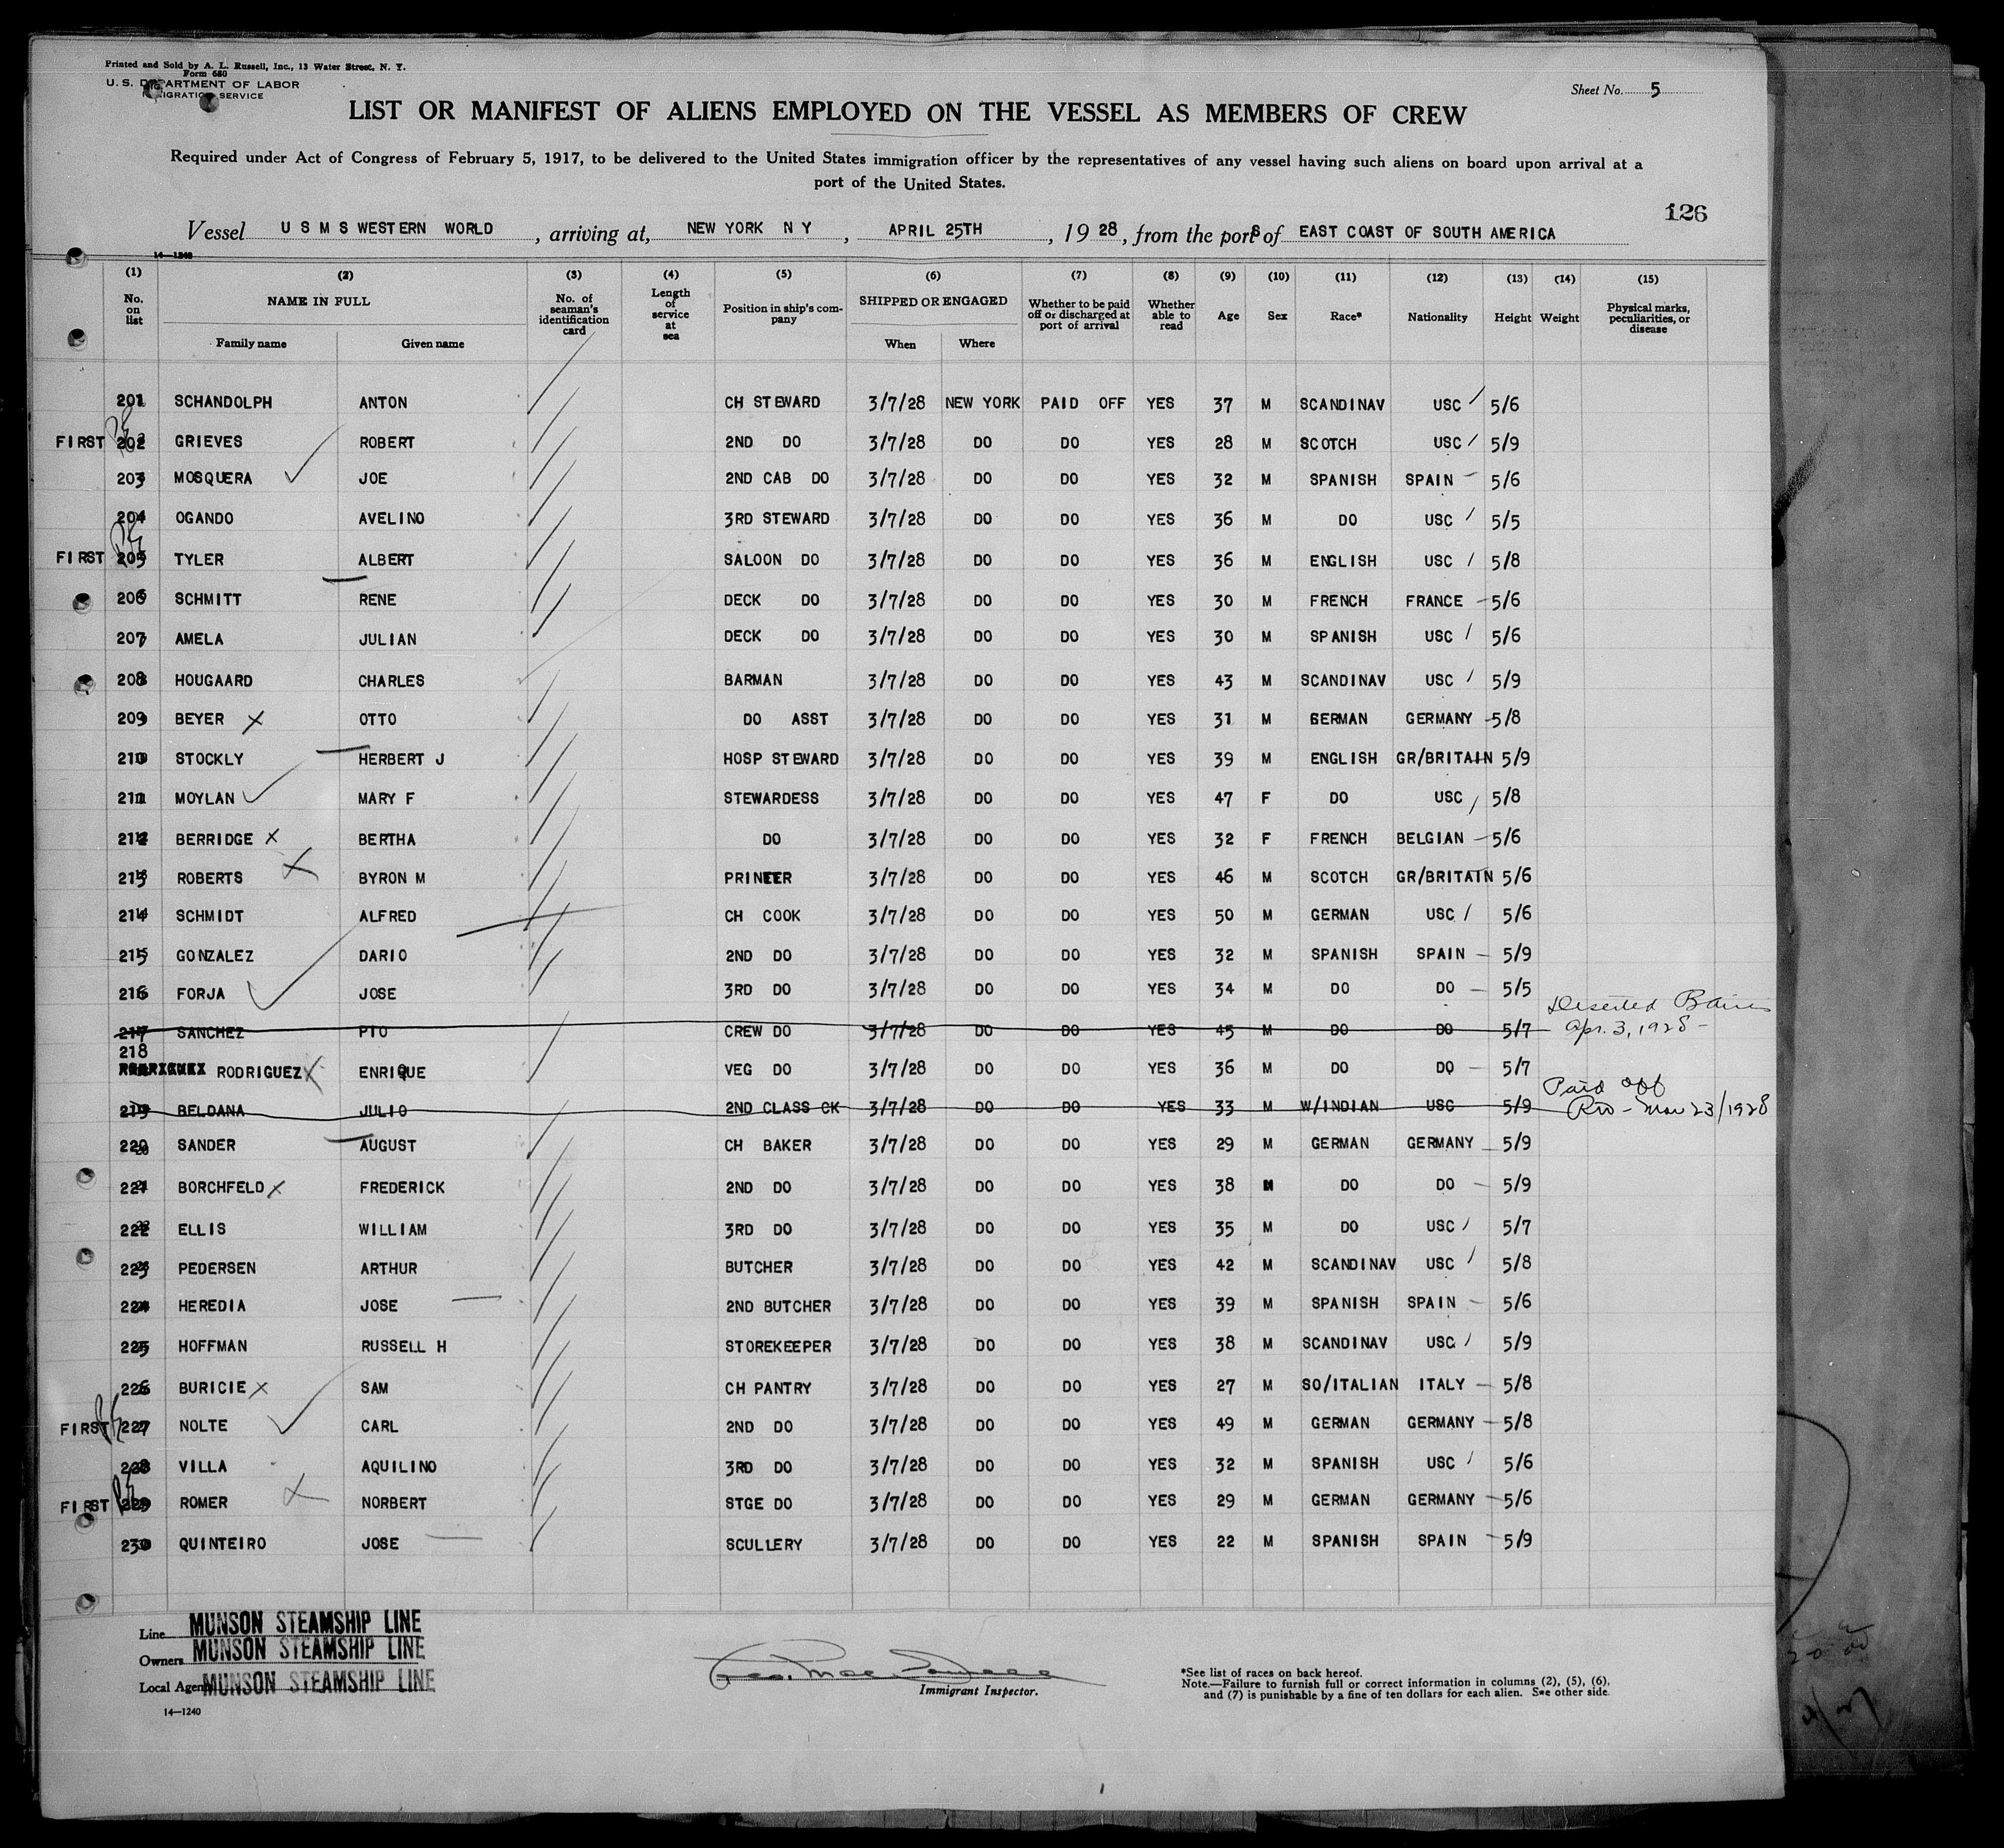 Printed and Sold by A. L. Russell, Inc., 13 Water Street, N. Y.
Form 680
U. S. DEPARTMENT OF LABOR
IMMIGRATION SERVICE
Sheet No. 5
LIST OR MANIFEST OF ALIENS EMPLOYED ON THE VESSEL AS MEMBERS OF CREW
Required under Act of Congress of February 5, 1917, to be delivered to the United States immigration officer by the representatives of any vessel having such aliens on board upon arrival at a
port of the United States.
126
Vessel U S M S WESTERN WORLD, arriving at, NEW YORK N Y, APRIL 25TH, 19 28, from the ports of EAST COAST OF SOUTH AMERICA
14—1240
(1) (2) (3) (4) (5) (6) (7) (8) (9) (10) (11) (12) (13) (14) (15)
No. on list NAME IN FULL Family name Given name No. of seaman's identification card Length of service at sea Position in ship's company SHIPPED OR ENGAGED When Where Whether to be paid off or discharged at port of arrival Whether able to read Age Sex Race* Nationality Height Weight Physical marks, peculiarities, or disease
201 SCHANDOLPH ANTON CH STEWARD 3/7/28 NEW YORK PAID OFF YES 37 M SCANDINAV USC 5/6
FIRST 202 GRIEVES ROBERT 2ND DO 3/7/28 DO DO YES 28 M SCOTCH USC 5/9
203 MOSQUERA JOE 2ND CAB DO 3/7/28 DO DO YES 32 M SPANISH SPAIN 5/6
204 OGANDO AVELINO 3RD STEWARD 3/7/28 DO DO YES 36 M DO USC 5/5
FIRST 205 TYLER ALBERT SALOON DO 3/7/28 DO DO YES 36 M ENGLISH USC 5/8
206 SCHMITT RENE DECK DO 3/7/28 DO DO YES 30 M FRENCH FRANCE 5/6
207 AMELA JULIAN DECK DO 3/7/28 DO DO YES 30 M SPANISH USC 5/6
208 HOUGAARD CHARLES BARMAN 3/7/28 DO DO YES 43 M SCANDINAV USC 5/9
209 BEYER OTTO DO ASST 3/7/28 DO DO YES 31 M GERMAN GERMANY 5/8
210 STOCKLY HERBERT J HOSP STEWARD 3/7/28 DO DO YES 39 M ENGLISH GR/BRITAIN 5/9
211 MOYLAN MARY F STEWARDESS 3/7/28 DO DO YES 47 F DO USC 5/8
212 BERRIDGE BERTHA DO 3/7/28 DO DO YES 32 F FRENCH BELGIAN 5/6
213 ROBERTS BYRON M PRINEER 3/7/28 DO DO YES 46 M SCOTCH GR/BRITAIN 5/6
214 SCHMIDT ALFRED CH COOK 3/7/28 DO DO YES 50 M GERMAN USC 5/6
215 GONZALEZ DARIO 2ND DO 3/7/28 DO DO YES 32 M SPANISH SPAIN 5/9
216 FORJA JOSE 3RD DO 3/7/28 DO DO YES 34 M DO DO 5/5
217 SANCHEZ PIO CREW DO 3/7/28 DO DO YES 45 M DO DO 5/7 Deserted B Aires Apr. 3, 1928
218 RODRIGUEZ ENRIQUE VEG DO 3/7/28 DO DO YES 36 M DO DO 5/7
219 BELDANA JULIO 2ND CLASS CK 3/7/28 DO DO YES 33 M W/INDIAN USC 5/9 Paid off Rio - Mar 23/1928
220 SANDER AUGUST CH BAKER 3/7/28 DO DO YES 29 M GERMAN GERMANY 5/9
221 BORCHFELD FREDERICK 2ND DO 3/7/28 DO DO YES 38 M DO DO 5/9
222 ELLIS WILLIAM 3RD DO 3/7/28 DO DO YES 35 M DO USC 5/7
223 PEDERSEN ARTHUR BUTCHER 3/7/28 DO DO YES 42 M SCANDINAV USC 5/8
224 HEREDIA JOSE 2ND BUTCHER 3/7/28 DO DO YES 39 M SPANISH SPAIN 5/6
225 HOFFMAN RUSSELL H STOREKEEPER 3/7/28 DO DO YES 38 M SCANDINAV USC 5/9
226 BURICIE SAM CH PANTRY 3/7/28 DO DO YES 27 M SO/ITALIAN ITALY 5/8
FIRST 227 NOLTE CARL 2ND DO 3/7/28 DO DO YES 49 M GERMAN GERMANY 5/8
228 VILLA AQUILINO 3RD DO 3/7/28 DO DO YES 32 M SPANISH USC 5/6
FIRST 229 ROMER NORBERT STGE DO 3/7/28 DO DO YES 29 M GERMAN GERMANY 5/6
230 QUINTEIRO JOSE SCULLERY 3/7/28 DO DO YES 22 M SPANISH SPAIN 5/9
Line MUNSON STEAMSHIP LINE
Owners MUNSON STEAMSHIP LINE
Local Agents MUNSON STEAMSHIP LINE
14—1240
Immigrant Inspector.
*See list of races on back hereof.
Note.—Failure to furnish full or correct information in columns (2), (5), (6),
and (7) is punishable by a fine of ten dollars for each alien. See other side.